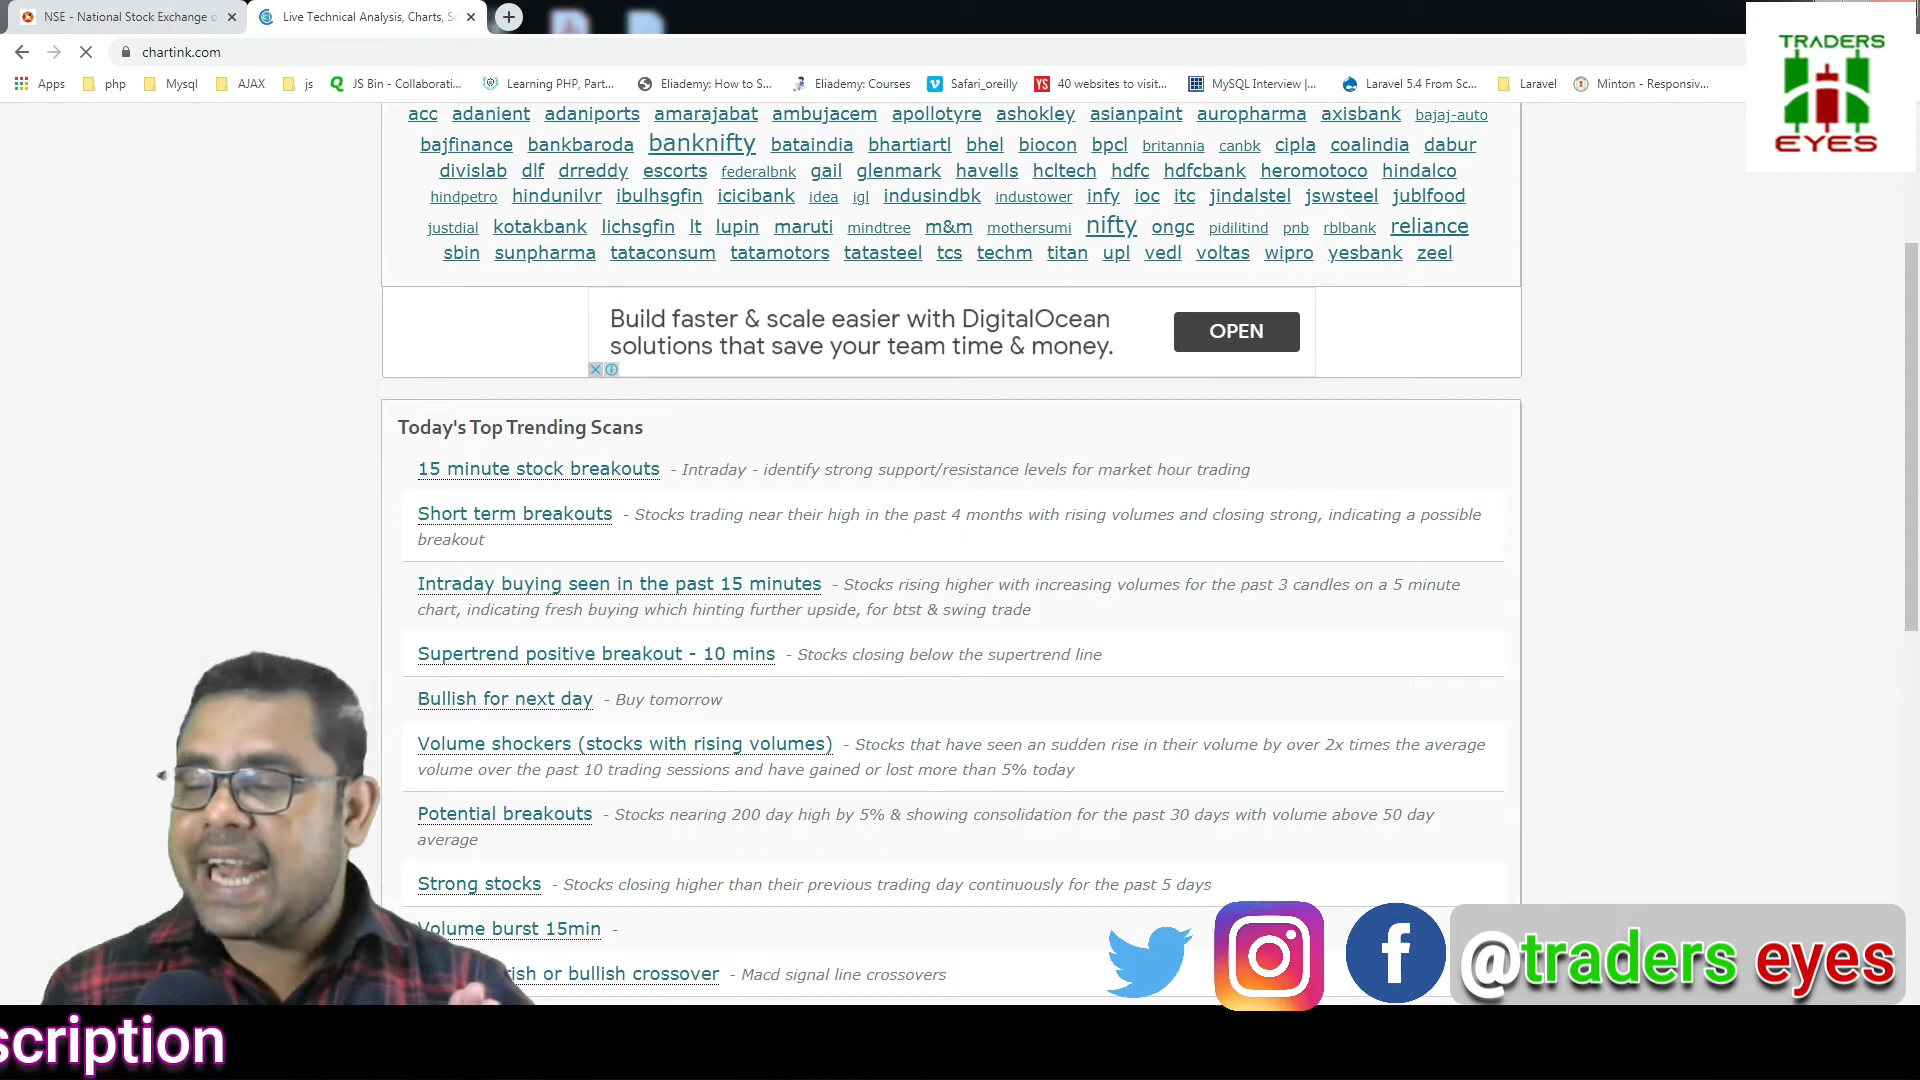 NSE - National Stock Exchange o
Live Technical Analysis, Charts, Sc
chartink.com
Apps php Mysql AJAX js JS Bin - Collaborati... Learning PHP, Part... Eliademy: How to S... Eliademy: Courses Safari_oreilly YS 40 websites to visit... MySQL Interview |... Laravel 5.4 From Sc... Laravel Minton - Responsiv...
TRADERS
EYES
acc adanient adaniports amarajabat ambujacem apollotyre ashokley asianpaint auropharma axisbank bajaj-auto
bajfinance bankbaroda banknifty bataindia bhartiartl bhel biocon bpcl britannia canbk cipla coalindia dabur
divislab dlf drreddy escorts federalbnk gail glenmark havells hcltech hdfc hdfcbank heromotoco hindalco
hindpetro hindunilvr ibulhsgfin icicibank idea igl indusindbk industower infy ioc itc jindalstel jswsteel jublfood
justdial kotakbank lichsgfin lt lupin maruti mindtree m&m mothersumi nifty ongc pidilitind pnb rblbank reliance
sbin sunpharma tataconsum tatamotors tatasteel tcs techm titan upl vedl voltas wipro yesbank zeel
Build faster & scale easier with DigitalOcean
solutions that save your team time & money.
OPEN
Today's Top Trending Scans
15 minute stock breakouts - Intraday - identify strong support/resistance levels for market hour trading
Short term breakouts - Stocks trading near their high in the past 4 months with rising volumes and closing strong, indicating a possible
breakout
Intraday buying seen in the past 15 minutes - Stocks rising higher with increasing volumes for the past 3 candles on a 5 minute
chart, indicating fresh buying which hinting further upside, for btst & swing trade
Supertrend positive breakout - 10 mins - Stocks closing below the supertrend line
Bullish for next day - Buy tomorrow
Volume shockers (stocks with rising volumes) - Stocks that have seen an sudden rise in their volume by over 2x times the average
volume over the past 10 trading sessions and have gained or lost more than 5% today
Potential breakouts - Stocks nearing 200 day high by 5% & showing consolidation for the past 30 days with volume above 50 day
average
Strong stocks - Stocks closing higher than their previous trading day continuously for the past 5 days
Volume burst 15min -
rish or bullish crossover - Macd signal line crossovers
@traders eyes
scription